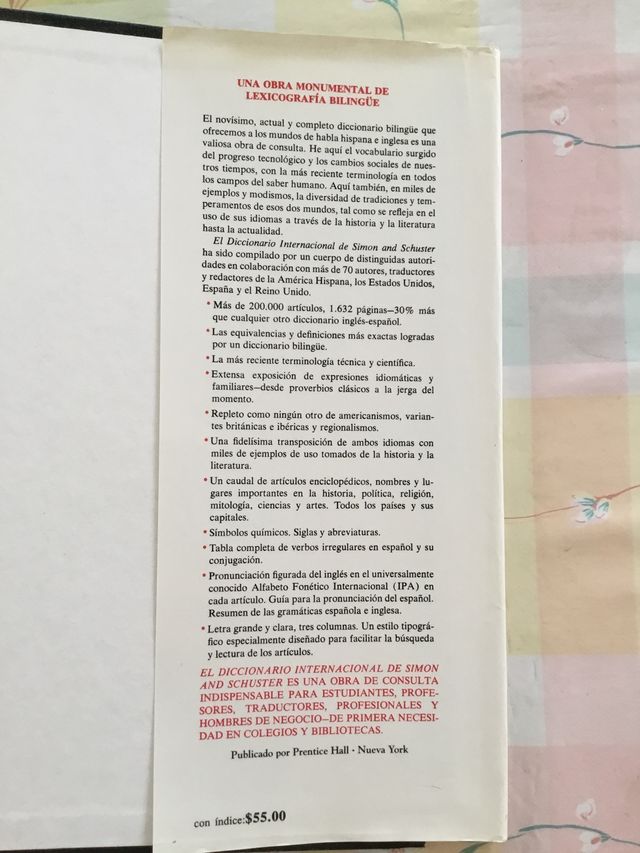 UNA OBRA MONUMENTAL DE
LEXICOGRAFÍA BILINGÜE
El novísimo, actual y completo diccionario bilingüe que
ofrecemos a los mundos de habla hispana e inglesa es una
valiosa obra de consulta. He aquí el vocabulario surgido
del progreso tecnológico y los cambios sociales de nues-
tros tiempos, con la más reciente terminología en todos
los campos del saber humano. Aquí también, en miles de
ejemplos y modismos, la diversidad de tradiciones y tem-
peramentos de esos dos mundos, tal como se refleja en el
uso de sus idiomas a través de la historia y la literatura
hasta la actualidad.
El Diccionario Internacional de Simon and Schuster
ha sido compilado por un cuerpo de distinguidas autori-
dades en colaboración con más de 70 autores, traductores
y redactores de la América Hispana, los Estados Unidos,
España y el Reino Unido.
• Más de 200.000 artículos, 1.632 páginas—30% más
que cualquier otro diccionario inglés-español.
• Las equivalencias y definiciones más exactas logradas
por un diccionario bilingüe.
• La más reciente terminología técnica y científica.
• Extensa exposición de expresiones idiomáticas y
familiares—desde proverbios clásicos a la jerga del
momento.
• Repleto como ningún otro de americanismos, varian-
tes británicas e ibéricas y regionalismos.
• Una fidelísima transposición de ambos idiomas con
miles de ejemplos de uso tomados de la historia y la
literatura.
• Un caudal de artículos enciclopédicos, nombres y lu-
gares importantes en la historia, política, religión,
mitología, ciencias y artes. Todos los países y sus
capitales.
• Símbolos químicos. Siglas y abreviaturas.
• Tabla completa de verbos irregulares en español y su
conjugación.
• Pronunciación figurada del inglés en el universalmente
conocido Alfabeto Fonético Internacional (IPA) en
cada artículo. Guía para la pronunciación del español.
Resumen de las gramáticas española e inglesa.
• Letra grande y clara, tres columnas. Un estilo tipográ-
fico especialmente diseñado para facilitar la búsqueda
y lectura de los artículos.
EL DICCIONARIO INTERNACIONAL DE SIMON
AND SCHUSTER ES UNA OBRA DE CONSULTA
INDISPENSABLE PARA ESTUDIANTES, PROFE-
SORES, TRADUCTORES, PROFESIONALES Y
HOMBRES DE NEGOCIO—DE PRIMERA NECESI-
DAD EN COLEGIOS Y BIBLIOTECAS.
Publicado por Prentice Hall • Nueva York
con índice:$55.00